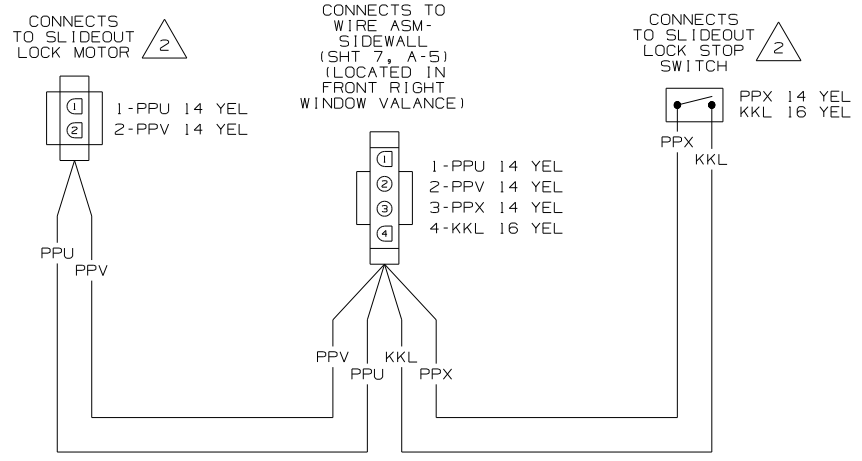 CONNECTS
TO SLIDEOUT
LOCK MOTOR
2
1
2
1-PPU 14 YEL
2-PPV 14 YEL
PPU
PPV
CONNECTS TO
WIRE ASM-
SIDEWALL
(SHT 7, A-5)
(LOCATED IN
FRONT RIGHT
WINDOW VALANCE)
1
2
3
4
1-PPU 14 YEL
2-PPV 14 YEL
3-PPX 14 YEL
4-KKL 16 YEL
PPV
PPU
KKL
PPX
CONNECTS
TO SLIDEOUT
LOCK STOP
SWITCH
2
PPX 14 YEL
KKL 16 YEL
PPX
KKL